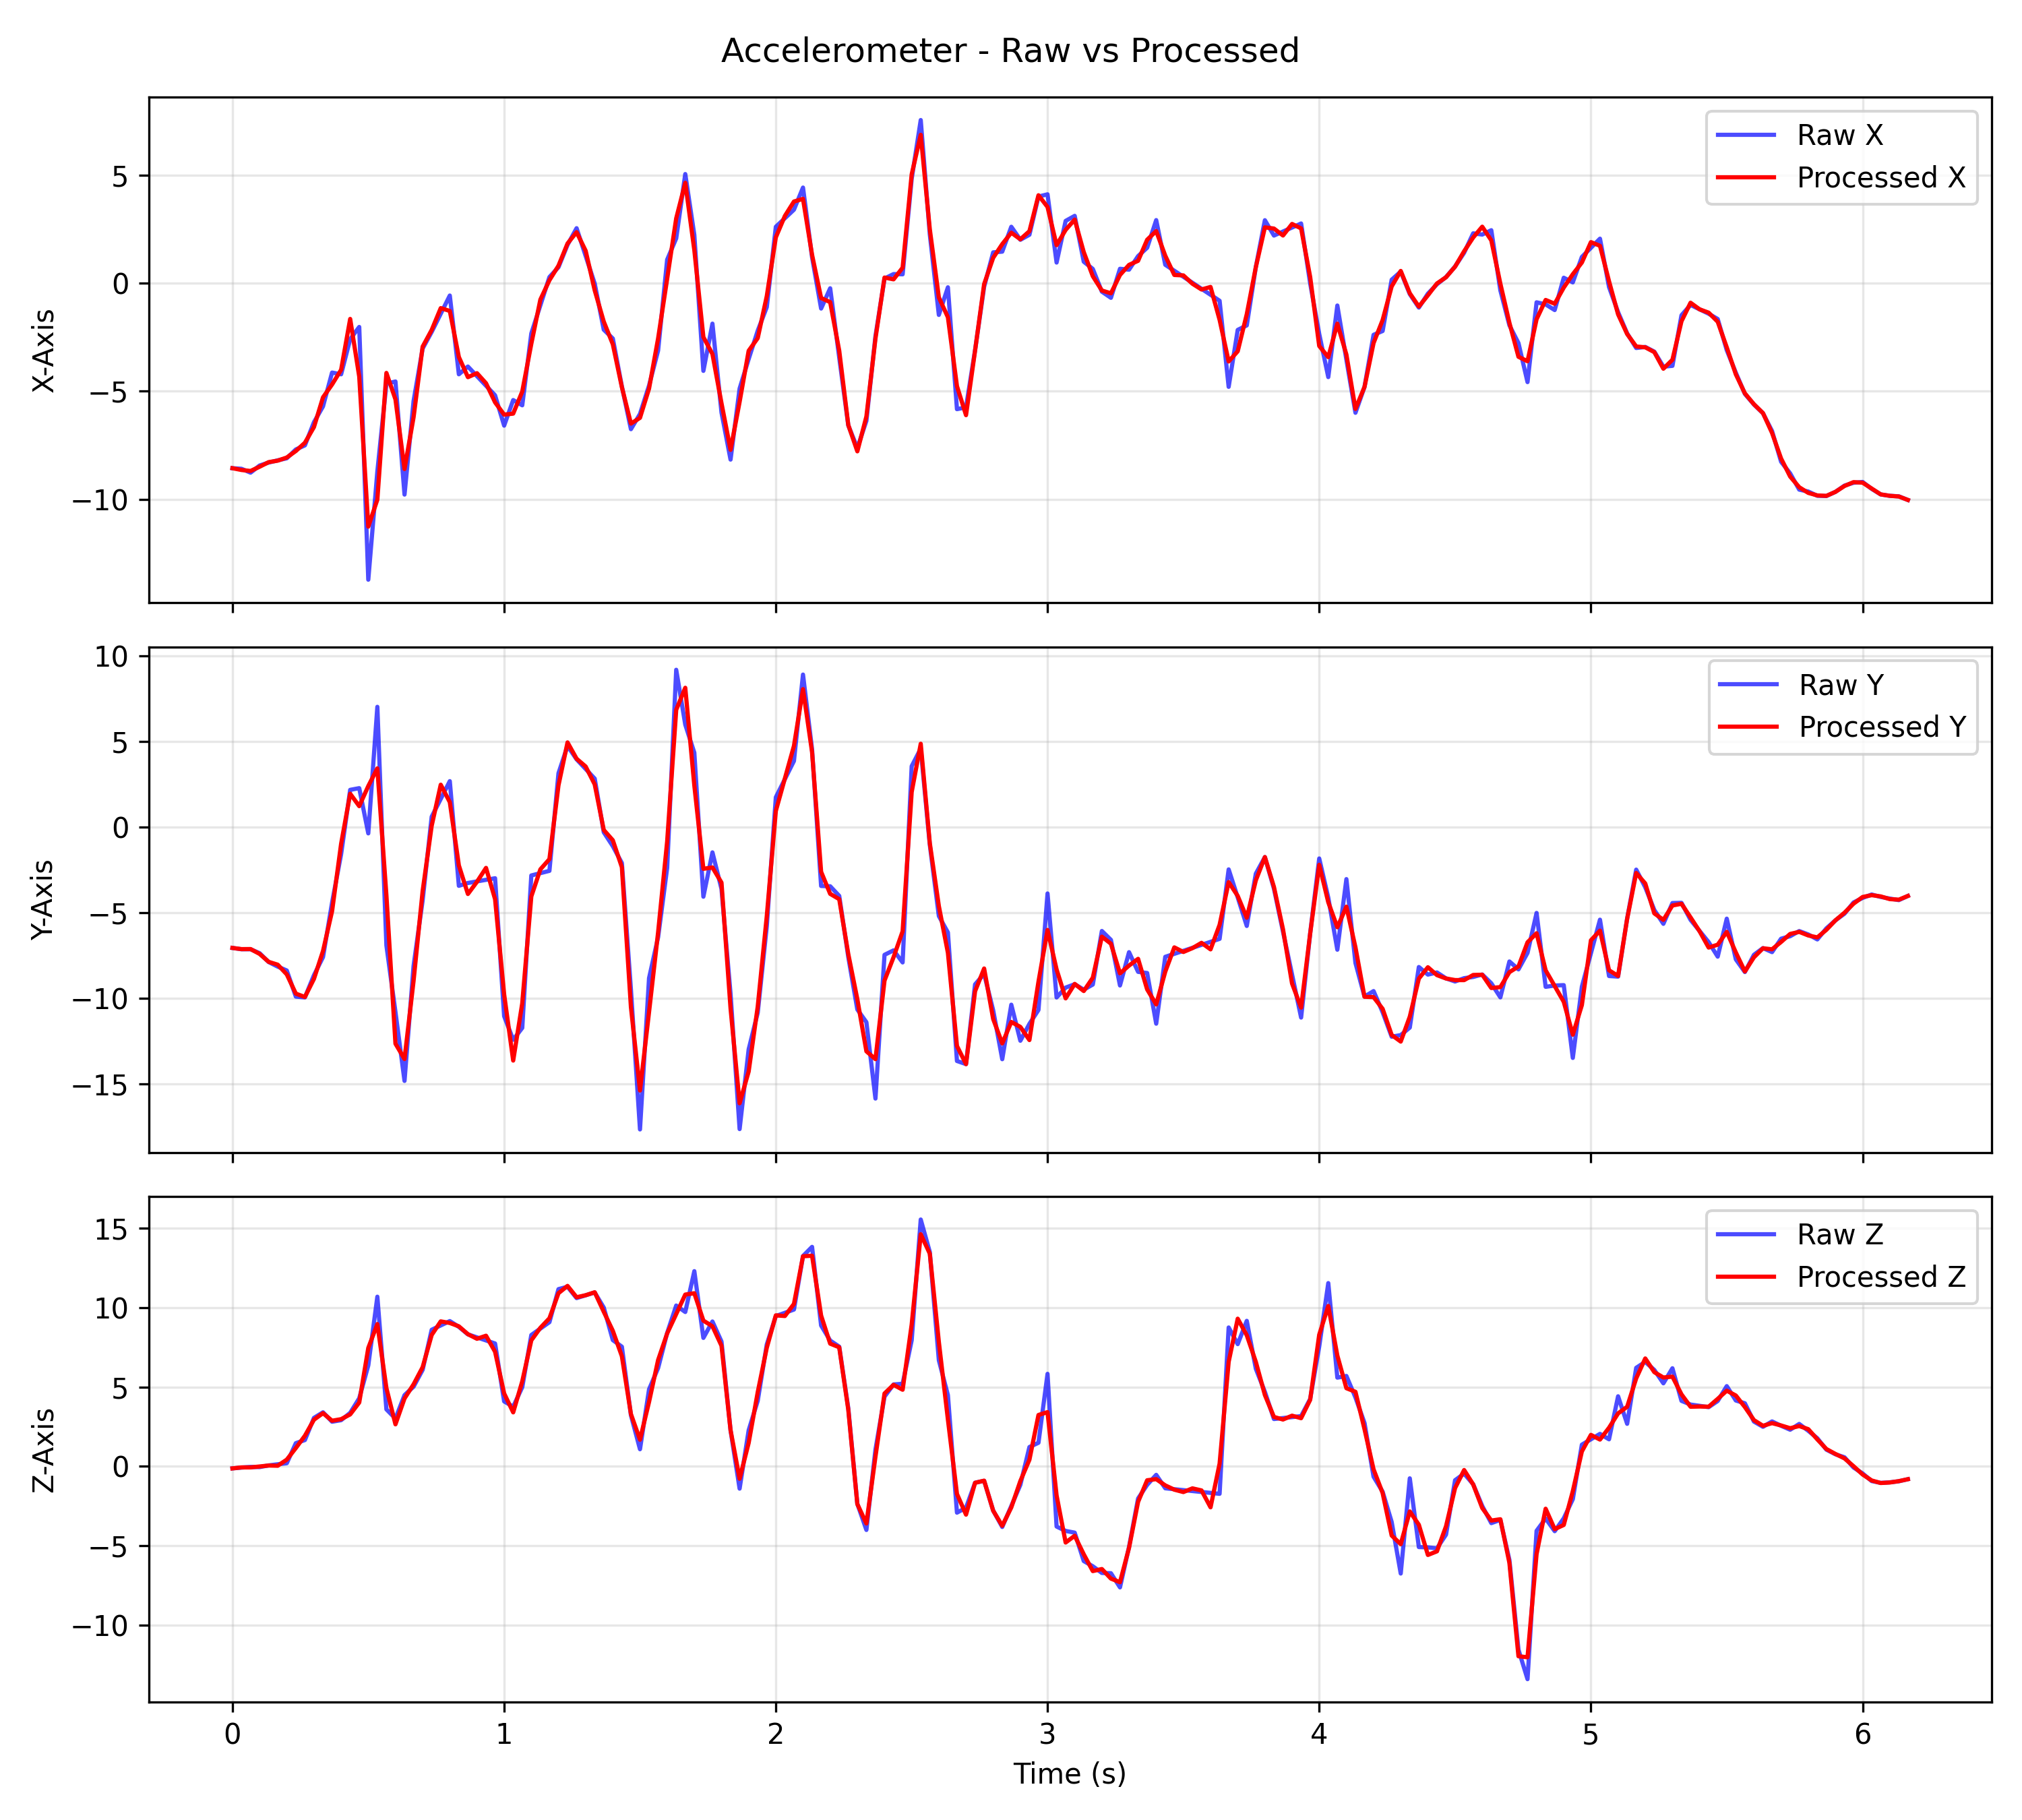 Accelerometer - Raw vs Processed
Raw X
Processed X
5
0
−5
−10
X-Axis
Raw Y
Processed Y
10
5
0
−5
−10
−15
Y-Axis
Raw Z
Processed Z
15
10
5
0
−5
−10
Z-Axis
0 1 2 3 4 5 6
Time (s)